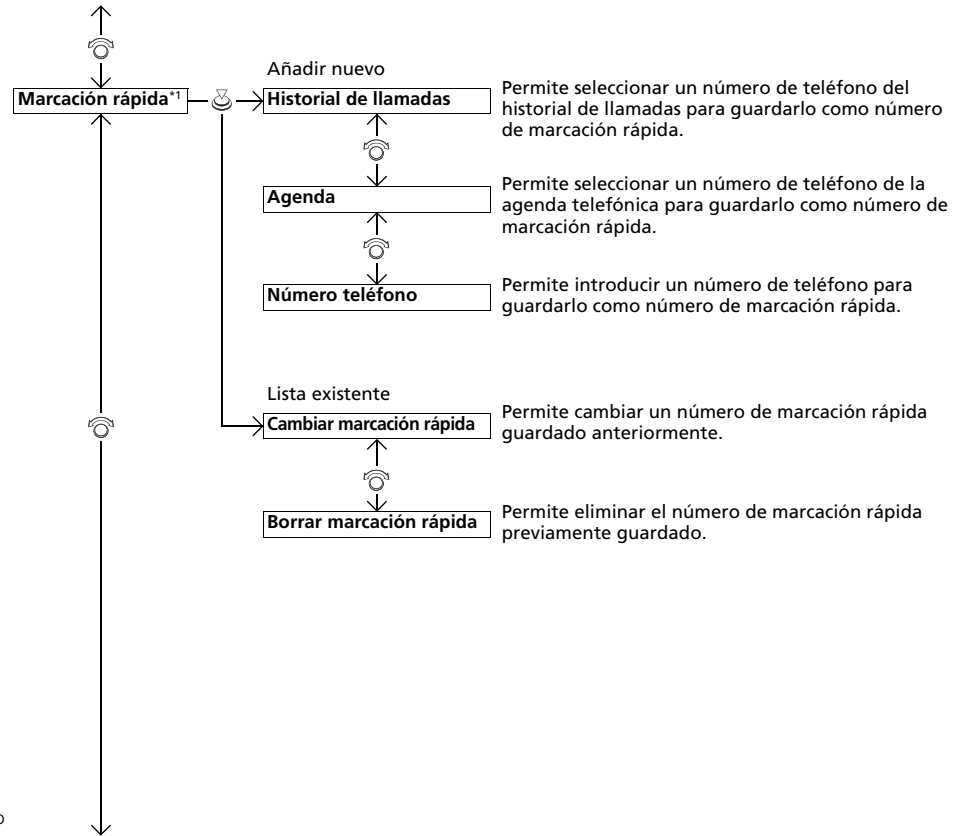 Marcación rápida*1
Añadir nuevo
Historial de llamadas
Permite seleccionar un número de teléfono del
historial de llamadas para guardarlo como número
de marcación rápida.
Agenda
Permite seleccionar un número de teléfono de la
agenda telefónica para guardarlo como número de
marcación rápida.
Número teléfono
Permite introducir un número de teléfono para
guardarlo como número de marcación rápida.
Lista existente
Cambiar marcación rápida
Permite cambiar un número de marcación rápida
guardado anteriormente.
Borrar marcación rápida
Permite eliminar el número de marcación rápida
previamente guardado.